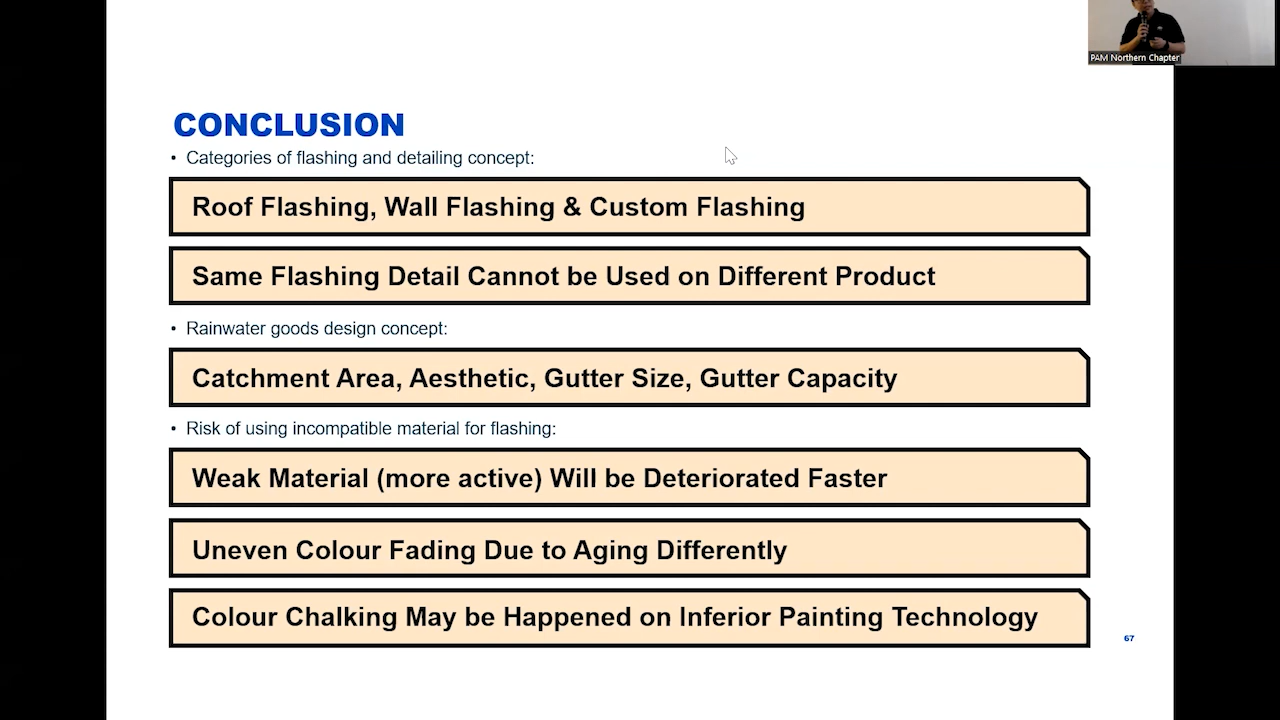 PAM Northern Chapter
CONCLUSION
• Categories of flashing and detailing concept:
Roof Flashing, Wall Flashing & Custom Flashing
Same Flashing Detail Cannot be Used on Different Product
• Rainwater goods design concept:
Catchment Area, Aesthetic, Gutter Size, Gutter Capacity
• Risk of using incompatible material for flashing:
Weak Material (more active) Will be Deteriorated Faster
Uneven Colour Fading Due to Aging Differently
Colour Chalking May be Happened on Inferior Painting Technology
67